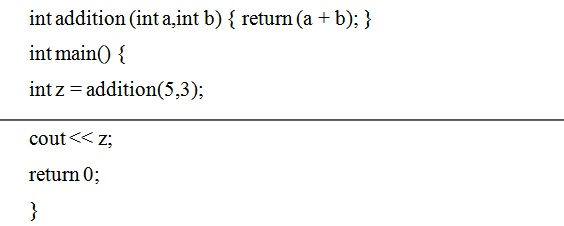 int addition (int a,int b) { return (a + b); }
int main() {
int z = addition(5,3);
cout << z;
return 0;
}